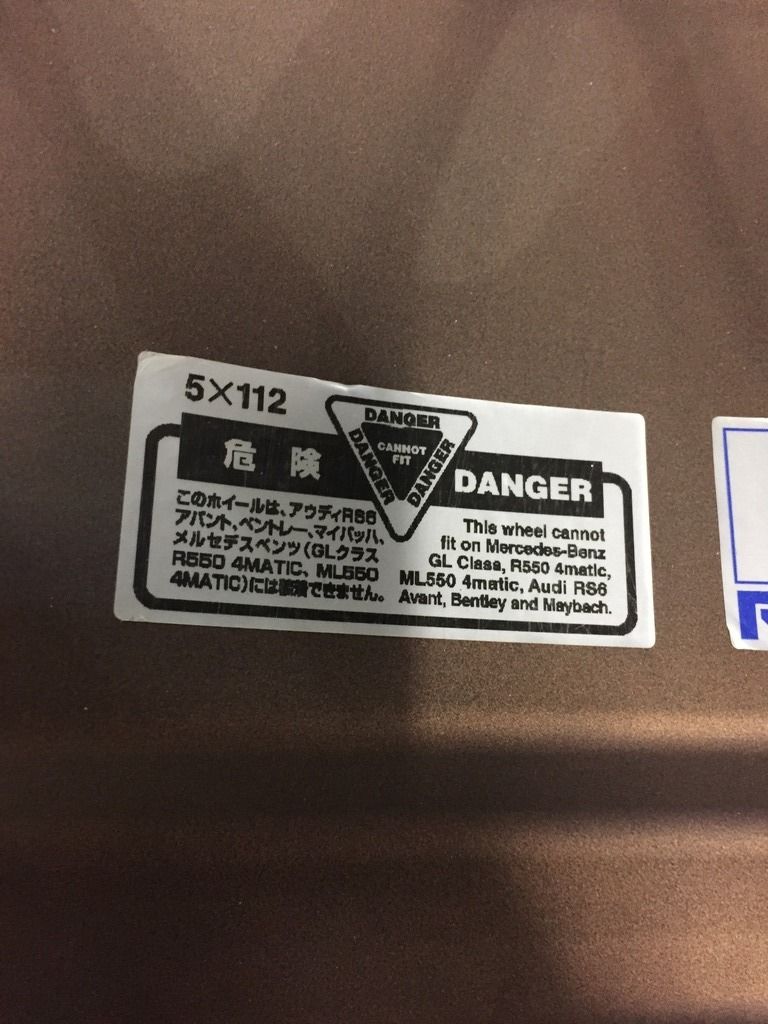 5×112
危険
DANGER
DANGER
DANGER
CANNOT
FIT
DANGER
このホイールは、アウディRS6
アバント、ベントレー、マイバッハ、
メルセデスベンツ(GLクラス
R550 4MATIC、ML550
4MATIC)には装着できません。
This wheel cannot
fit on Mercedes-Benz
GL Class, R550 4matic,
ML550 4matic, Audi RS6
Avant, Bentley and Maybach.